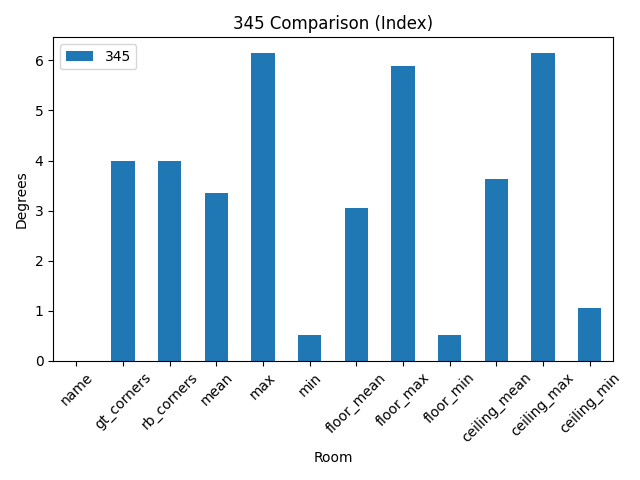 345 Comparison (Index)
345
Degrees
6
5
4
3
2
1
0
name
gt_corners
rb_corners
mean
max
min
floor_mean
floor_max
floor_min
ceiling_mean
ceiling_max
ceiling_min
Room